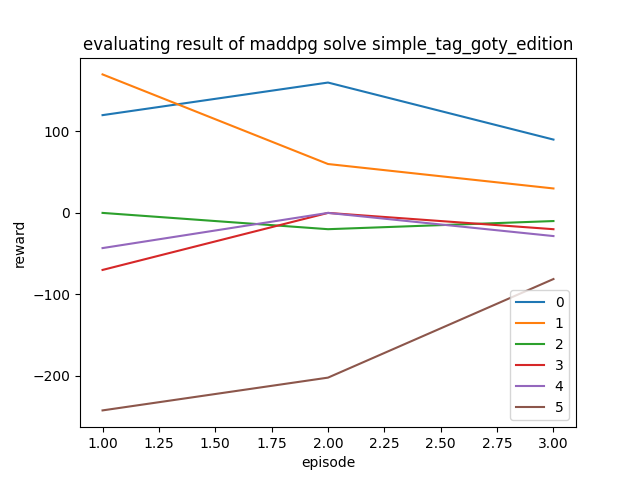 evaluating result of maddpg solve simple_tag_goty_edition
reward
100
0
−100
−200
0
1
2
3
4
5
1.00 1.25 1.50 1.75 2.00 2.25 2.50 2.75 3.00
episode